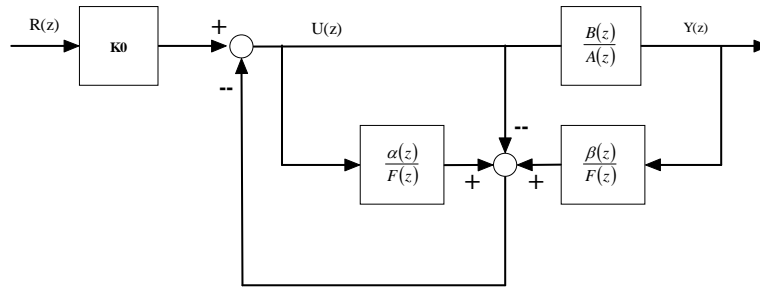 R(z)
K0
+
--
U(z)
B(z)
A(z)
Y(z)
--
α(z)
F(z)
+
+
β(z)
F(z)